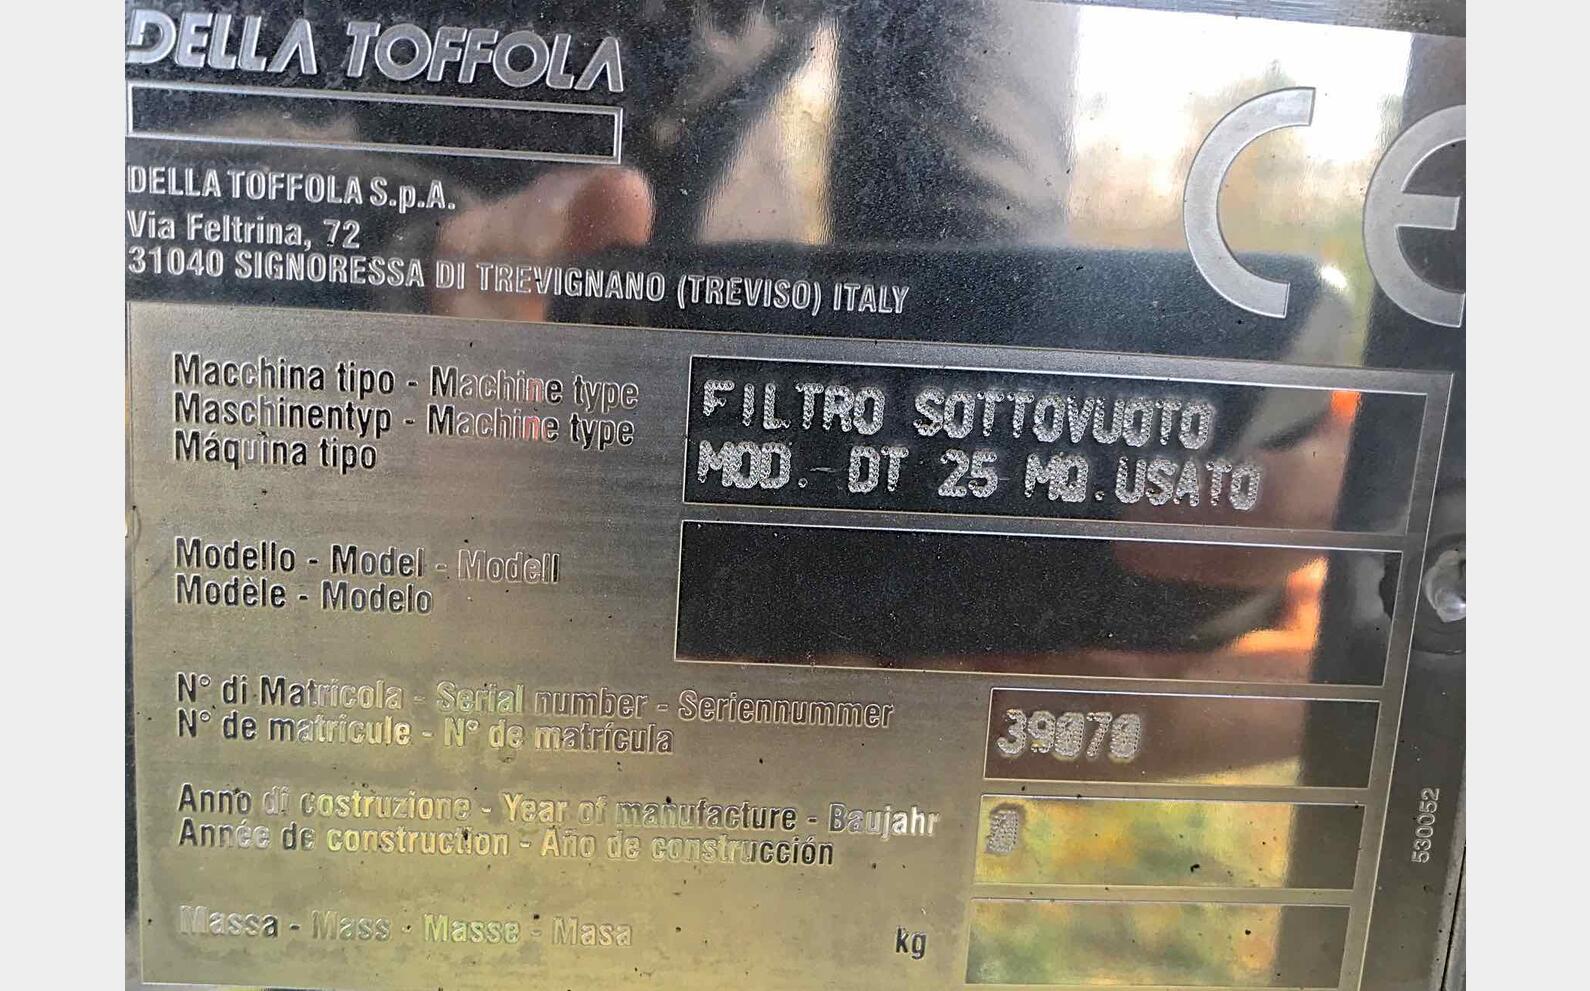 DELLA TOFFOLA
DELLA TOFFOLA S.p.A.
Via Feltrina, 72
31040 SIGNORESSA DI TREVIGNANO (TREVISO) ITALY
CE
Macchina tipo - Machine type
Maschinentyp - Machine type
Máquina tipo
FILTRO SOTTOVUOTO
MOD. DT 25 MQ.USATO
Modello - Model - Modell
Modèle - Modelo
N° di Matricola - Serial number - Seriennummer
N° de matricule - N° de matrícula
39070
Anno di costruzione - Year of manufacture - Baujahr
Année de construction - Año de construcción
0
Massa - Mass - Masse - Masa
kg
530052